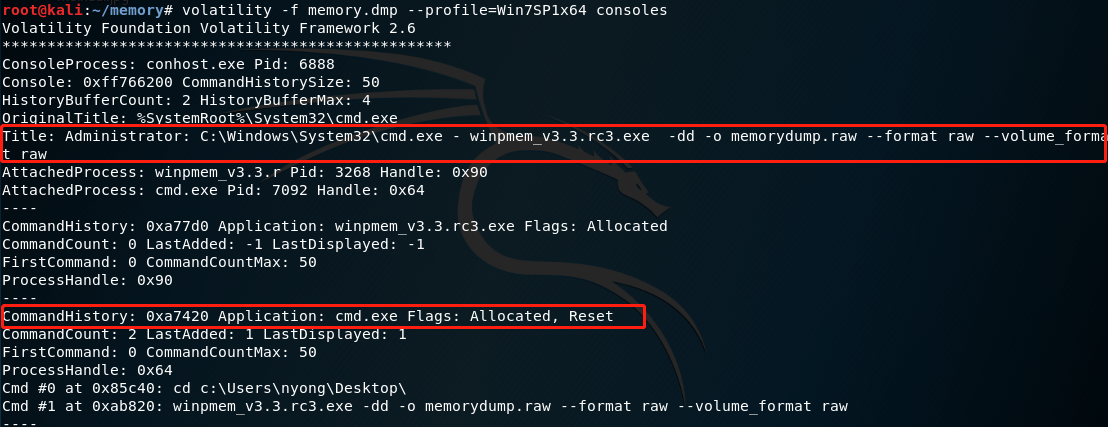 root@kali:~/memory# volatility -f memory.dmp --profile=Win7SP1x64 consoles
Volatility Foundation Volatility Framework 2.6
**************************************************
ConsoleProcess: conhost.exe Pid: 6888
Console: 0xff766200 CommandHistorySize: 50
HistoryBufferCount: 2 HistoryBufferMax: 4
OriginalTitle: %SystemRoot%\System32\cmd.exe
Title: Administrator: C:\Windows\System32\cmd.exe - winpmem_v3.3.rc3.exe  -dd -o memorydump.raw --format raw --volume_forma
t raw
AttachedProcess: winpmem_v3.3.r Pid: 3268 Handle: 0x90
AttachedProcess: cmd.exe Pid: 7092 Handle: 0x64
----
CommandHistory: 0xa77d0 Application: winpmem_v3.3.rc3.exe Flags: Allocated
CommandCount: 0 LastAdded: -1 LastDisplayed: -1
FirstCommand: 0 CommandCountMax: 50
ProcessHandle: 0x90
----
CommandHistory: 0xa7420 Application: cmd.exe Flags: Allocated, Reset
CommandCount: 2 LastAdded: 1 LastDisplayed: 1
FirstCommand: 0 CommandCountMax: 50
ProcessHandle: 0x64
Cmd #0 at 0x85c40: cd c:\Users\nyong\Desktop\
Cmd #1 at 0xab820: winpmem_v3.3.rc3.exe -dd -o memorydump.raw --format raw --volume_format raw
----